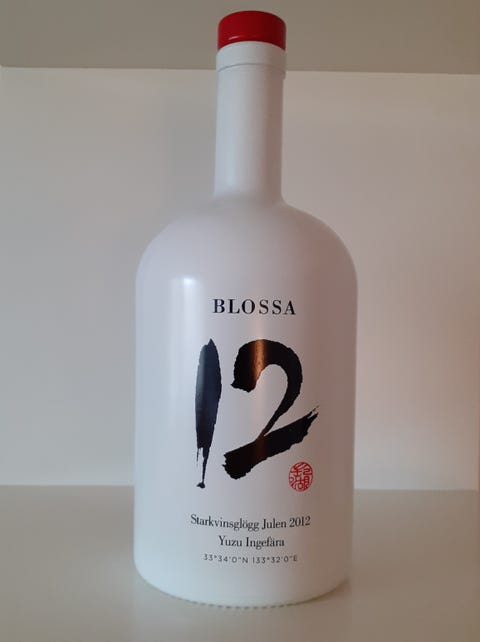 BLOSSA
12
Starkvinsglögg Julen 2012
Yuzu Ingefära
33°34'0"N 133°32'0"E